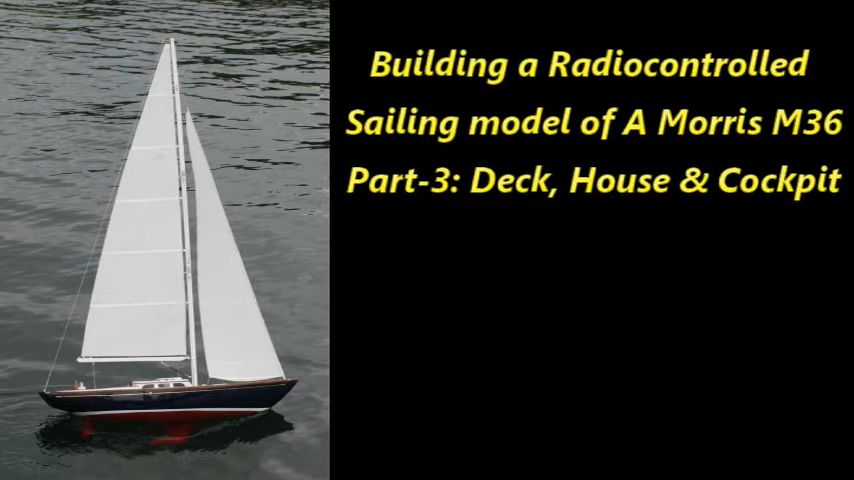 Building a Radiocontrolled
Sailing model of A Morris M36
Part-3: Deck, House & Cockpit